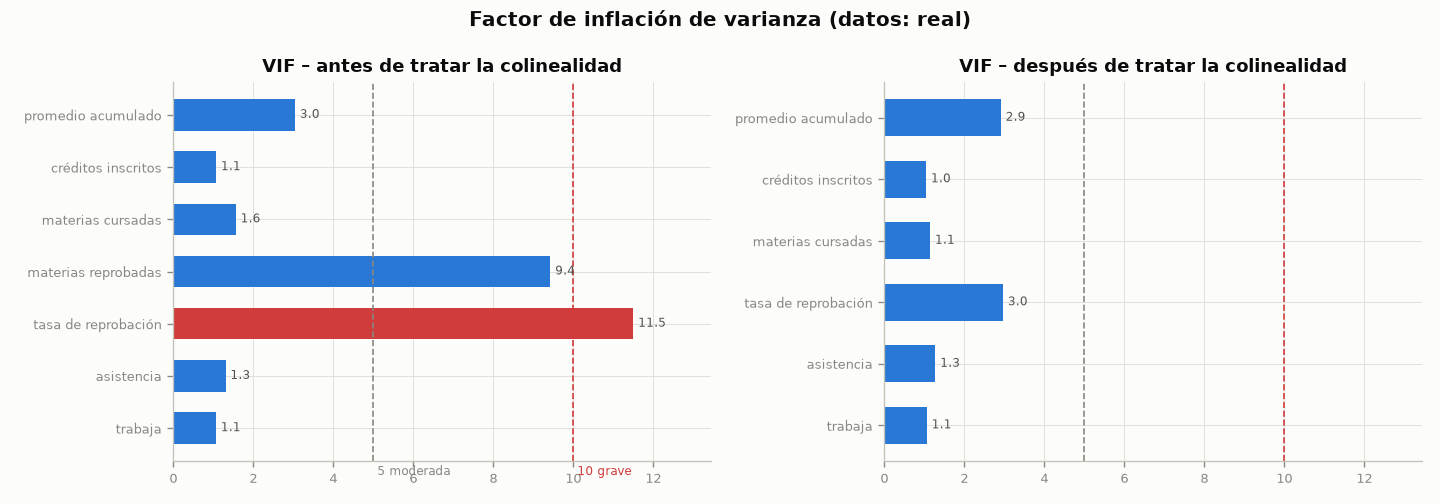 Factor de inflación de varianza (datos: real)
VIF – antes de tratar la colinealidad
promedio acumulado 3.0
créditos inscritos 1.1
materias cursadas 1.6
materias reprobadas 9.4
tasa de reprobación 11.5
asistencia 1.3
trabaja 1.1
5 moderada 10 grave
0 2 4 6 8 10 12
VIF – después de tratar la colinealidad
promedio acumulado 2.9
créditos inscritos 1.0
materias cursadas 1.1
tasa de reprobación 3.0
asistencia 1.3
trabaja 1.1
0 2 4 6 8 10 12